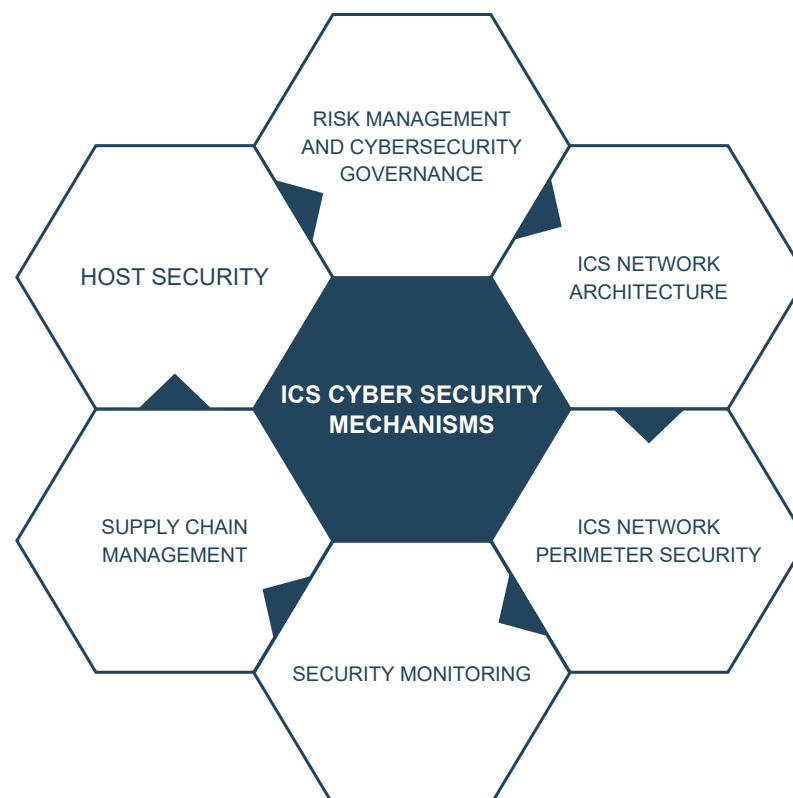 RISK MANAGEMENT
AND CYBERSECURITY
GOVERNANCE
HOST SECURITY
ICS NETWORK
ARCHITECTURE
ICS CYBER SECURITY
MECHANISMS
SUPPLY CHAIN
MANAGEMENT
ICS NETWORK
PERIMETER SECURITY
SECURITY MONITORING